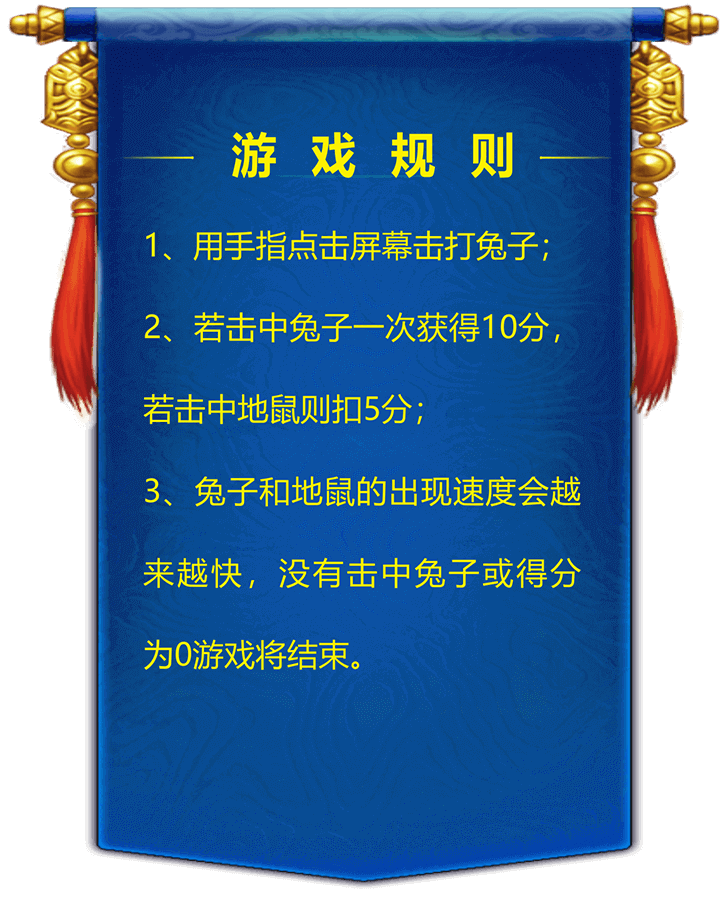 游戏规则
1、用手指点击屏幕击打兔子；
2、若击中兔子一次获得10分，
若击中地鼠则扣5分；
3、兔子和地鼠的出现速度会越
来越快，没有击中兔子或得分
为0游戏将结束。